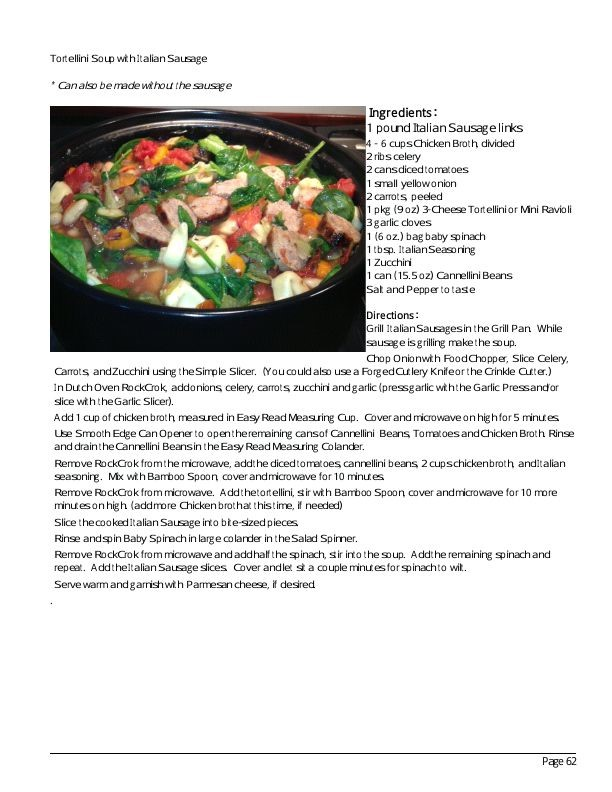 Tortellini Soup with Italian Sausage
* Can also be made without the sausage
Ingredients:
1 pound Italian Sausage links
4 - 6 cups Chicken Broth, divided
2 ribs celery
2 cans diced tomatoes
1 small yellow onion
2 carrots, peeled
1 pkg (9 oz) 3-Cheese Tortellini or Mini Ravioli
3 garlic cloves
1 (6 oz.) bag baby spinach
1 tbsp. Italian Seasoning
1 Zucchini
1 can (15.5 oz) Cannellini Beans
Salt and Pepper to taste
Directions:
Grill Italian Sausages in the Grill Pan. While
sausage is grilling make the soup.
Chop Onion with Food Chopper, Slice Celery,
Carrots, and Zucchini using the Simple Slicer. (You could also use a Forged Cutlery Knife or the Crinkle Cutter.)
In Dutch Oven RockCrok, add onions, celery, carrots, zucchini and garlic (press garlic with the Garlic Press and/or
slice with the Garlic Slicer).
Add 1 cup of chicken broth, measured in Easy Read Measuring Cup. Cover and microwave on high for 5 minutes.
Use Smooth Edge Can Opener to open the remaining cans of Cannellini Beans, Tomatoes and Chicken Broth. Rinse
and drain the Cannellini Beans in the Easy Read Measuring Colander.
Remove RockCrok from the microwave, add the diced tomatoes, cannellini beans, 2 cups chicken broth, and Italian
seasoning. Mix with Bamboo Spoon, cover and microwave for 10 minutes.
Remove RockCrok from microwave. Add the tortellini, stir with Bamboo Spoon, cover and microwave for 10 more
minutes on high. (add more Chicken broth at this time, if needed)
Slice the cooked Italian Sausage into bite-sized pieces.
Rinse and spin Baby Spinach in large colander in the Salad Spinner.
Remove RockCrok from microwave and add half the spinach, stir into the soup. Add the remaining spinach and
repeat. Add the Italian Sausage slices. Cover and let sit a couple minutes for spinach to wilt.
Serve warm and garnish with Parmesan cheese, if desired.
.
Page 62